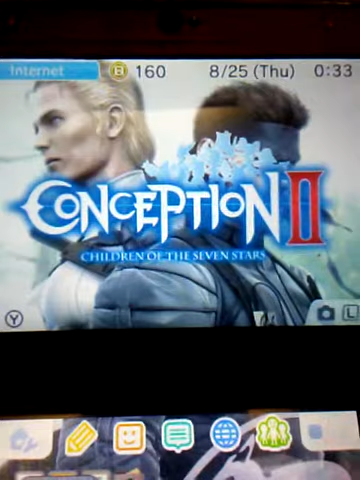 Internet 160 8/25 (Thu) 0:33
CONCEPTION II
CHILDREN OF THE SEVEN STARS
Y L